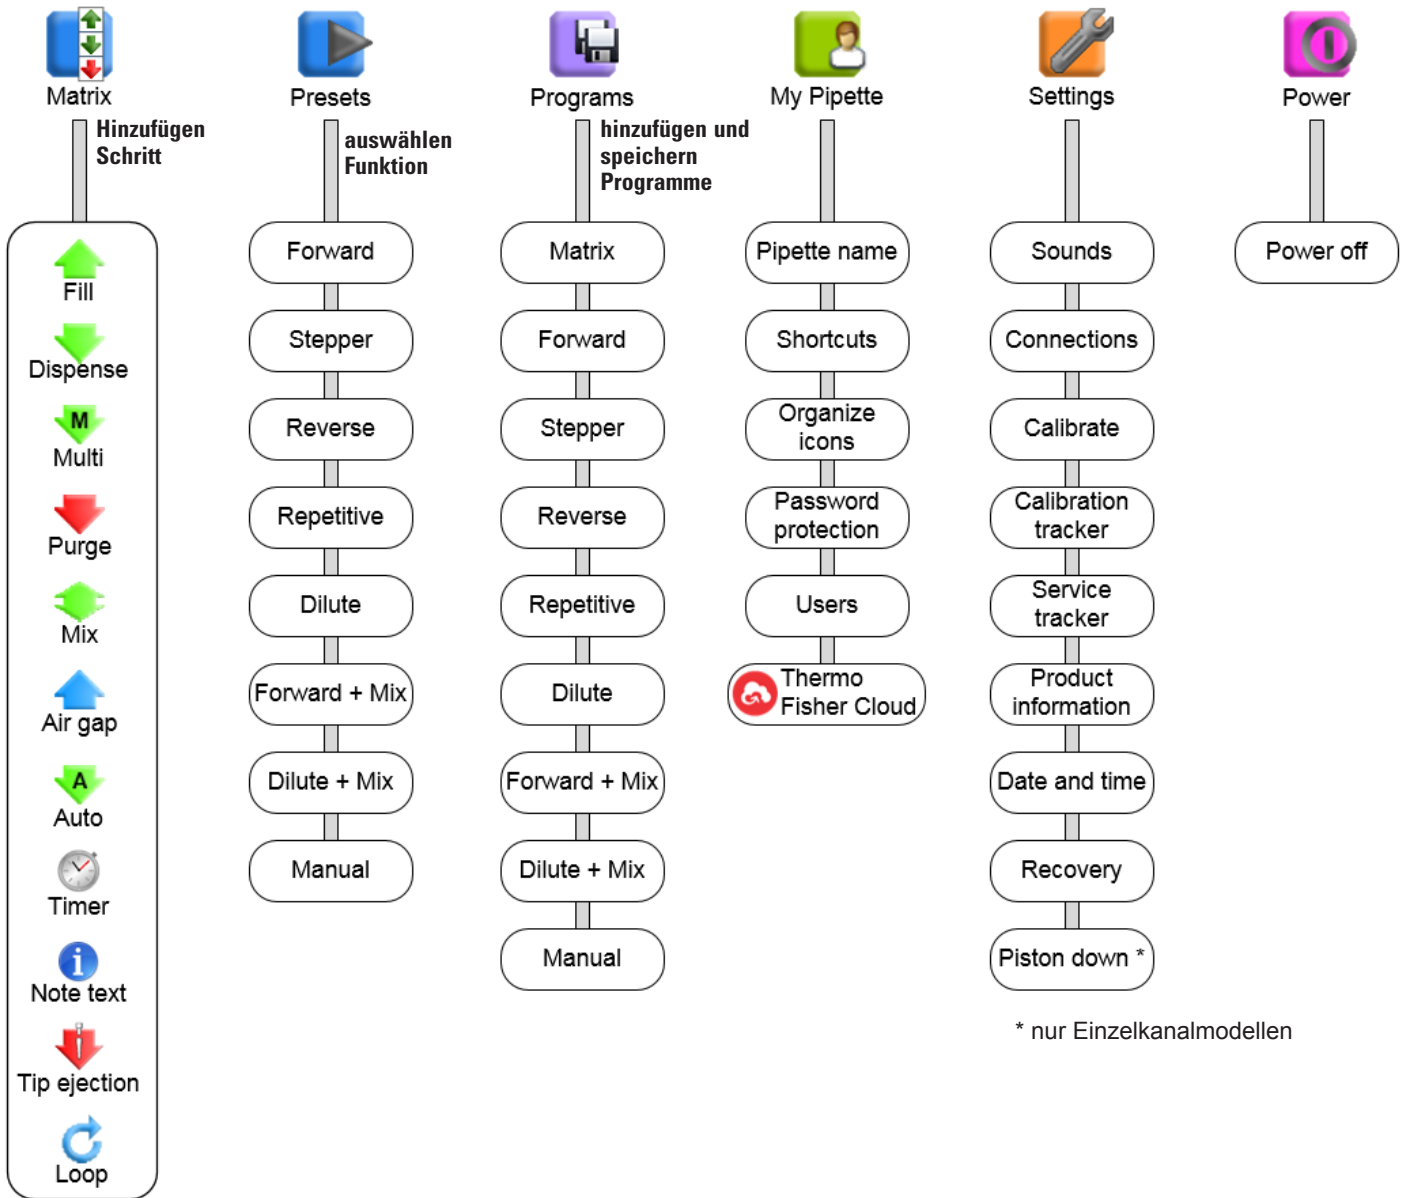 Matrix
Presets
Programs
My Pipette
Settings
Power
Hinzufügen
Schritt
auswählen
Funktion
hinzufügen und
speichern
Programme
Fill
Dispense
M
Multi
Purge
Mix
Air gap
A
Auto
Timer
i
Note text
Tip ejection
Loop
Forward
Stepper
Reverse
Repetitive
Dilute
Forward + Mix
Dilute + Mix
Manual
Matrix
Forward
Stepper
Reverse
Repetitive
Dilute
Forward + Mix
Dilute + Mix
Manual
Pipette name
Shortcuts
Organize
icons
Password
protection
Users
Thermo
Fisher Cloud
Sounds
Connections
Calibrate
Calibration
tracker
Service
tracker
Product
information
Date and time
Recovery
Piston down *
Power off
* nur Einzelkanalmodellen